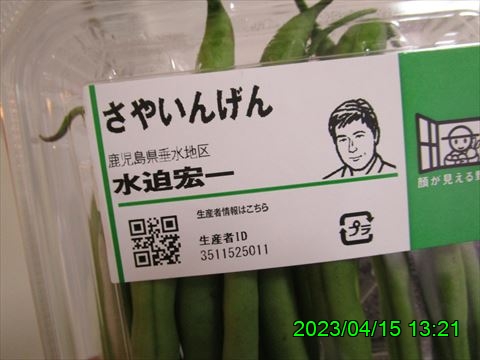 さやいんげん
鹿児島県垂水地区
水迫宏一
生産者情報はこちら
生産者ID
3511525011
プラ
顔が見える
2023/04/15 13:21